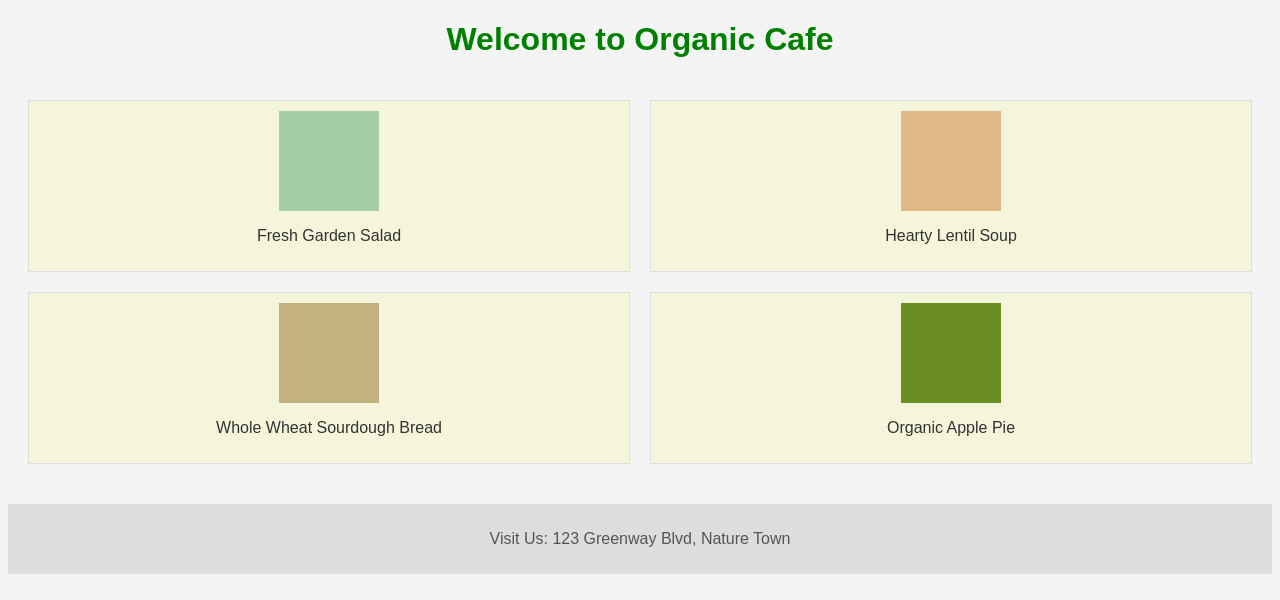 Welcome to Organic Cafe
Fresh Garden Salad
Hearty Lentil Soup
Whole Wheat Sourdough Bread
Organic Apple Pie
Visit Us: 123 Greenway Blvd, Nature Town